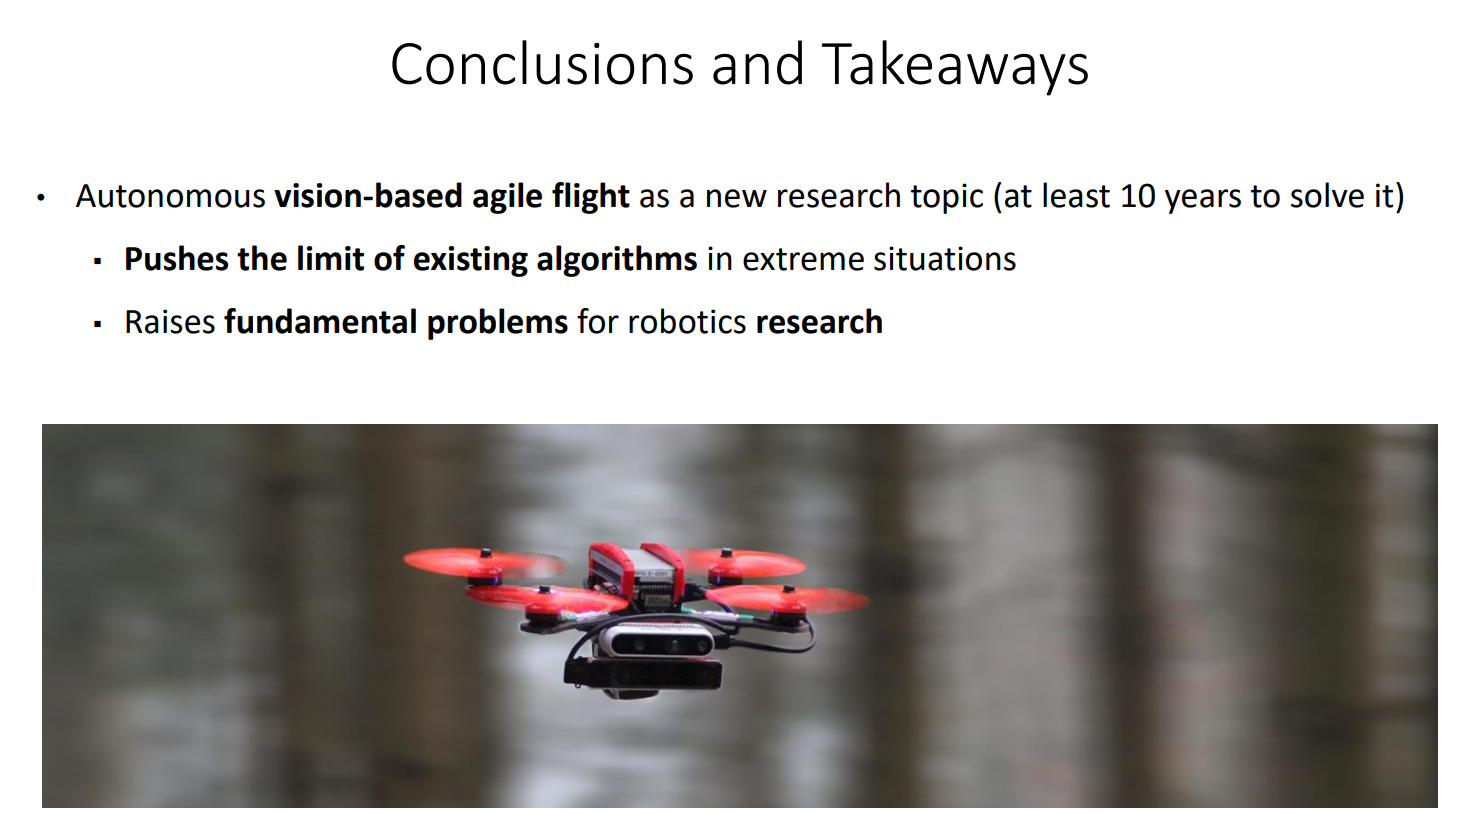 Conclusions and Takeaways
• Autonomous vision-based agile flight as a new research topic (at least 10 years to solve it)
▪ Pushes the limit of existing algorithms in extreme situations
▪ Raises fundamental problems for robotics research